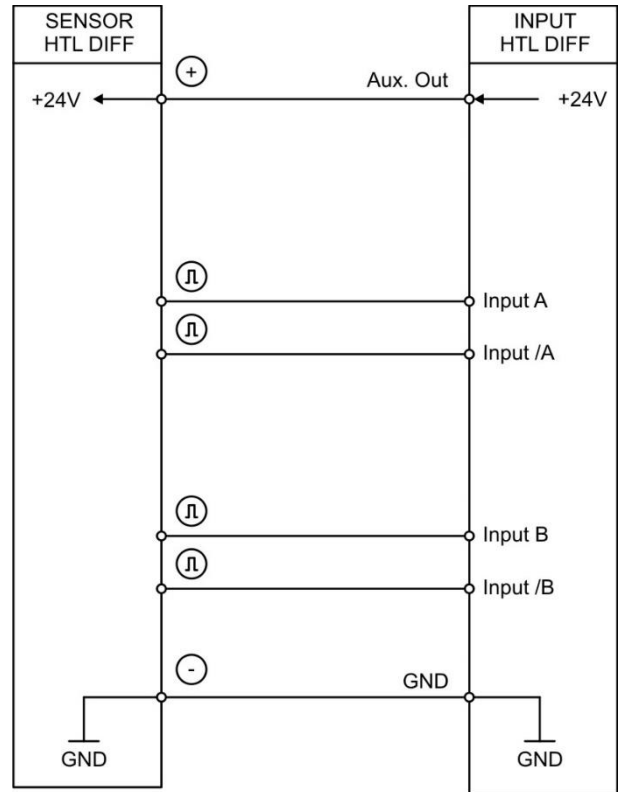 SENSOR
HTL DIFF
INPUT
HTL DIFF
+
Aux. Out
+24V
+24V
Input A
Input /A
Input B
Input /B
-
GND
GND
GND